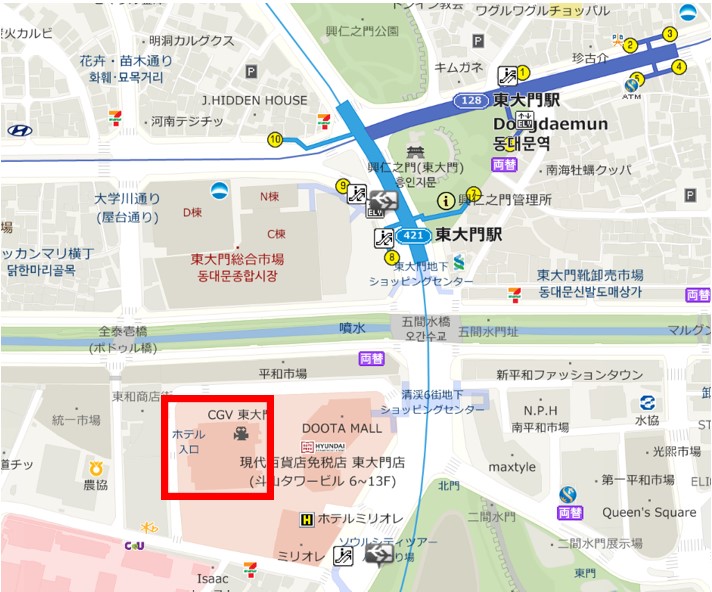 トンイン教会
ワグルワグルチョッパル
興仁之門公園
明洞カルグクス
花卉・苗木通り
화훼·묘목거리
P
キムガネ
P
J.HIDDEN HOUSE
河南テジチッ
1
2
3
4
珍古介
ATM
128
東大門駅
Dongdaemun
동대문역
ELV
両替
10
興仁之門(東大門)
흥인지문
南海牡蠣クッパ
P
大学川通り
(屋台通り)
D棟
N棟
C棟
9
ELV
7
i
興仁之門管理所
421
東大門駅
8
東大門総合市場
동대문종합시장
ッカンマリ横丁
닭한마리골목
東大門地下
ショッピングセンター
東大門靴卸売市場
동대문신발도매상가
両替
全泰壱橋
(ボドゥル橋)
噴水
五間水橋
오간수교
五間水門址
マルグン
両替
平和市場
新平和ファッションタウン
東和商店街
統一市場
CGV 東大門
ホテル
入口
DOOTA MALL
清渓6街地下
ショッピングセンター
N.P.H
南平和市場
水協
HYUNDAI
現代百貨店免税店 東大門店
(斗山タワービル 6~13F)
農協
maxtyle
光熙市場
第一平和市場
北門
両替
Queen's Square
H
ホテルミリオレ
二間水門
CU
ミリオレ
ソウルシティツアー
二間水門展示場
Isaac
東門